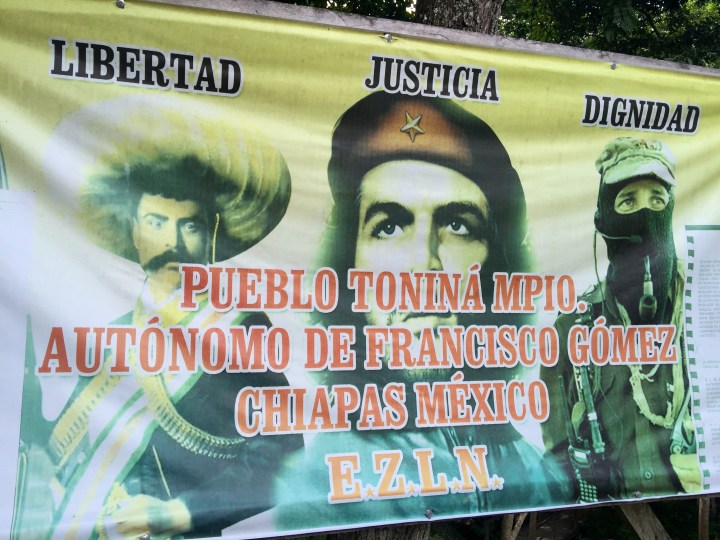 LIBERTAD
JUSTICIA
DIGNIDAD
PUEBLO TONINÁ MPIO.
AUTÓNOMO DE FRANCISCO GÓMEZ
CHIAPAS MÉXICO
E.Z.L.N.